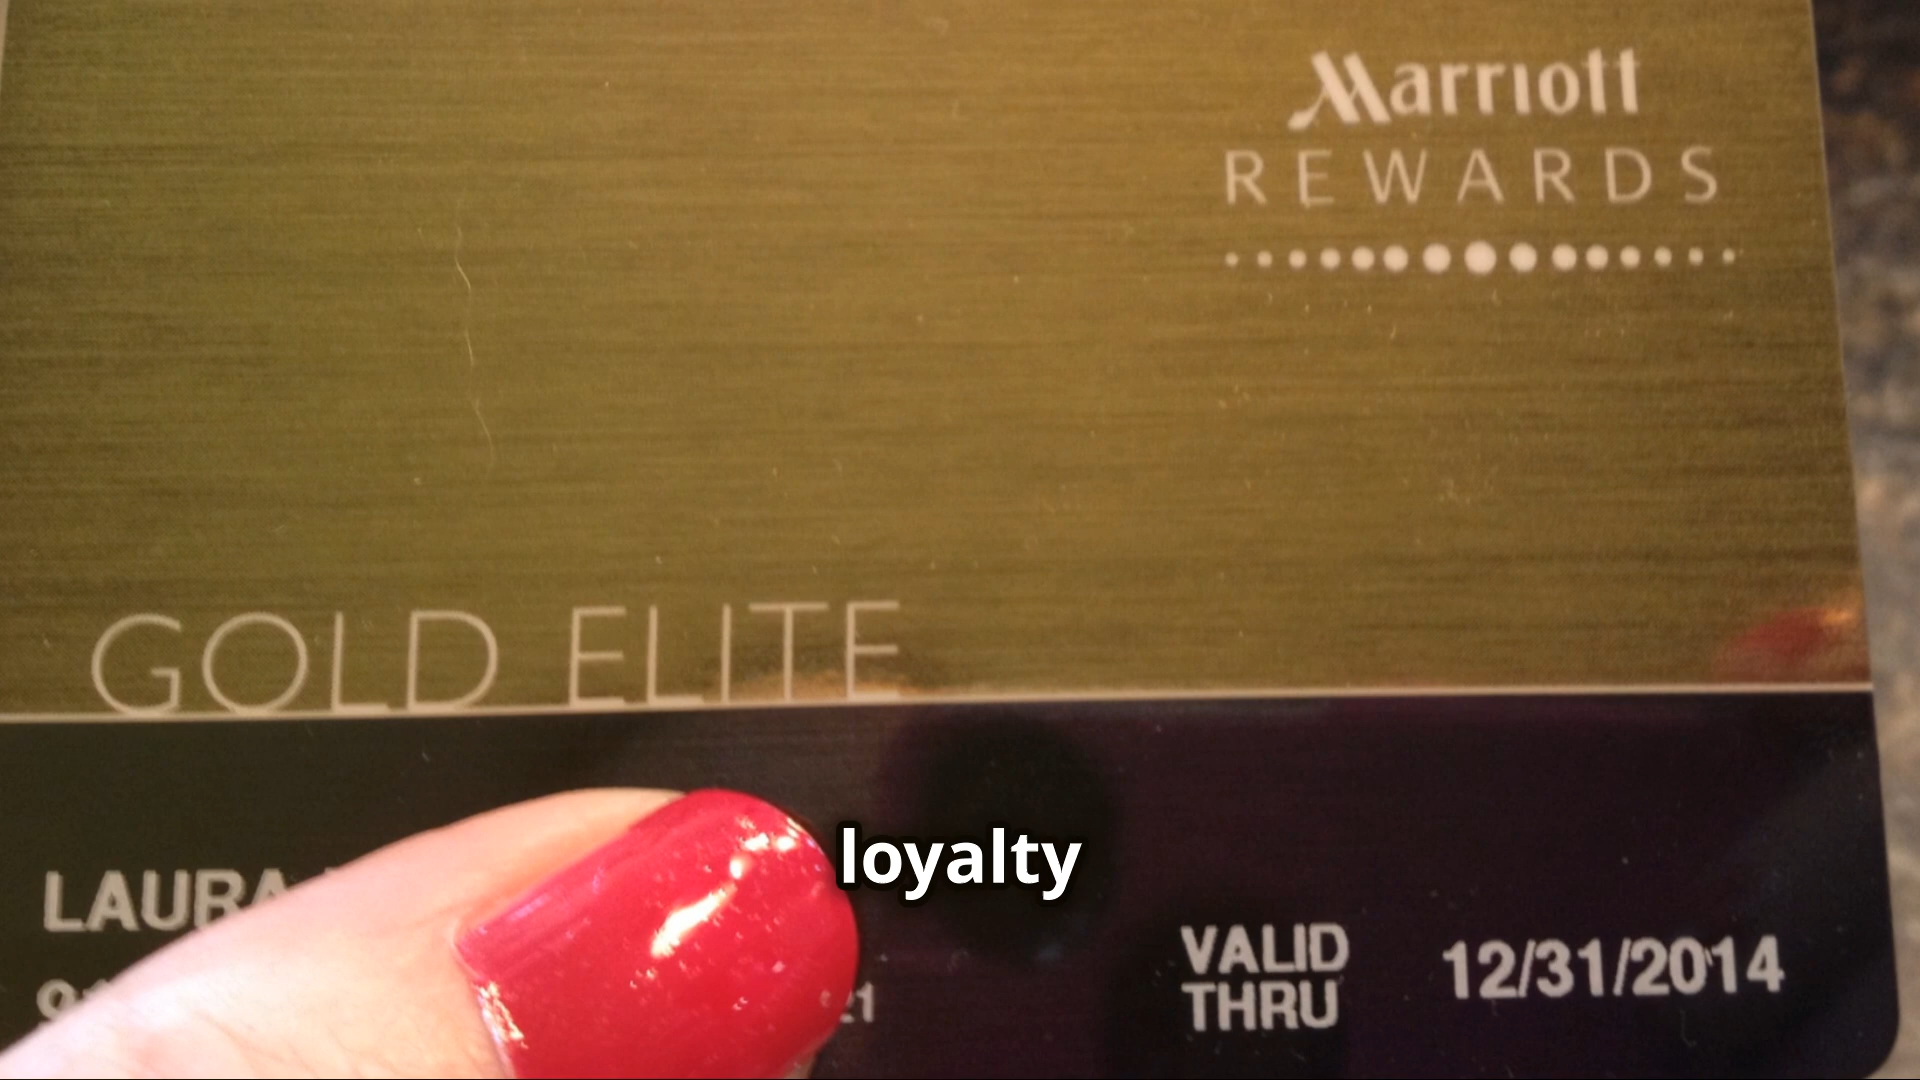 Marriott
REWARDS
GOLD ELITE
loyalty
LAURA
VALID
THRU
12/31/2014